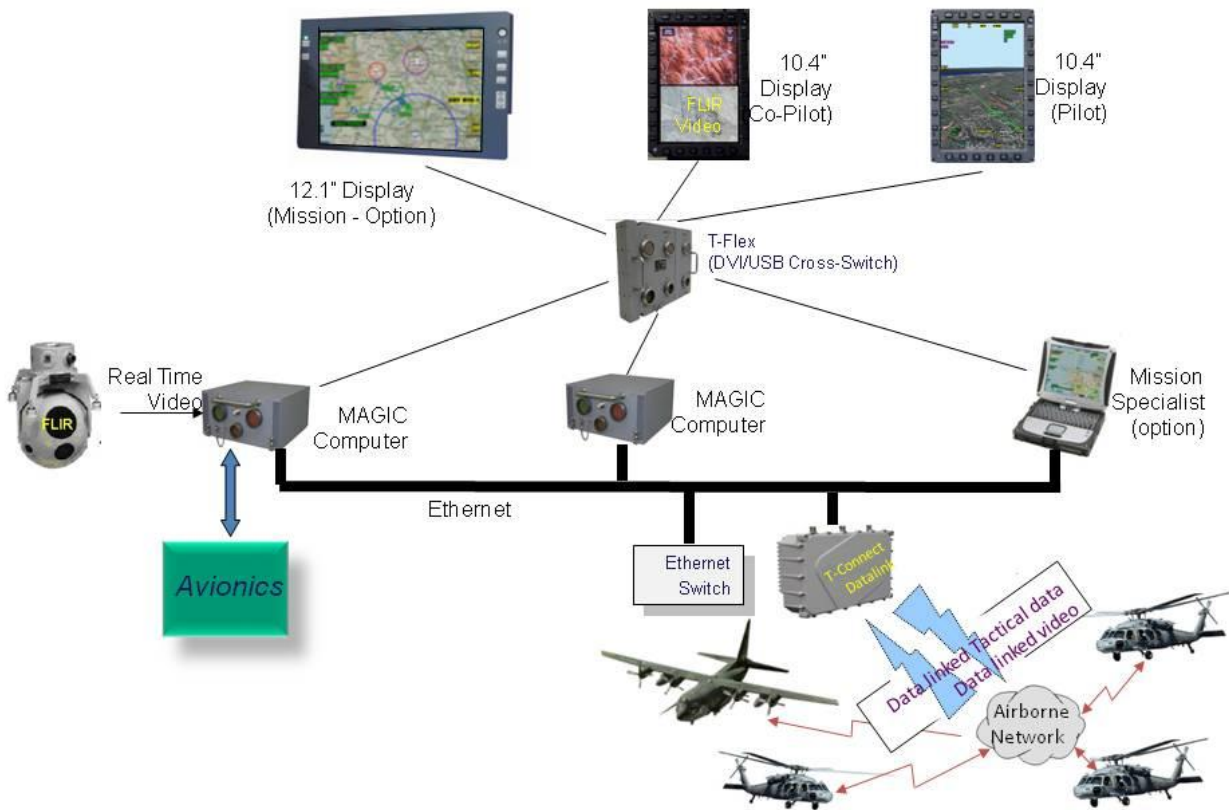 10.4"
Display
(Co-Pilot)
10.4"
Display
(Pilot)
FLIR
Video
12.1" Display
(Mission - Option)
T-Flex
(DVI/USB Cross-Switch)
Real Time
Video
FLIR
MAGIC
Computer
MAGIC
Computer
Mission
Specialist
(option)
Ethernet
Avionics
Ethernet
Switch
T-Connect
Datalink
Data linked Tactical data
Data linked video
Airborne
Network